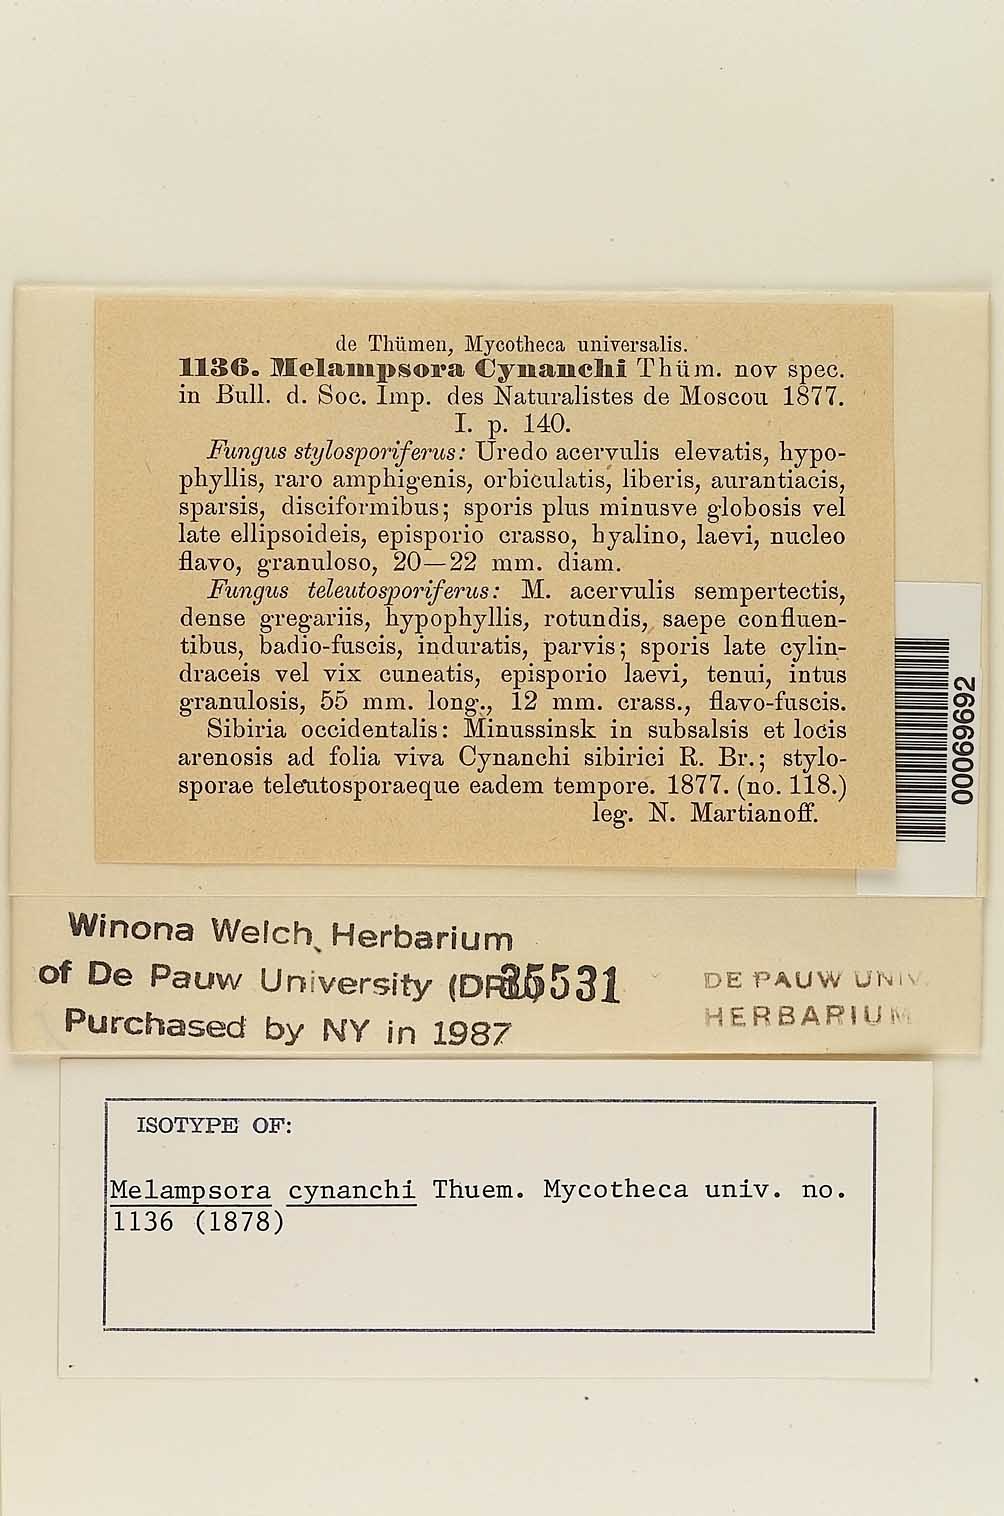 de Thümen, Mycotheca universalis.
1136. Melampsora Cynanchi Thüm. nov spec.
in Bull. d. Soc. Imp. des Naturalistes de Moscou 1877.
I. p. 140.
Fungus stylosporiferus: Uredo acervulis elevatis, hypo-
phyllis, raro amphigenis, orbiculatis, liberis, aurantiacis,
sparsis, disciformibus; sporis plus minusve globosis vel
late ellipsoideis, episporio crasso, hyalino, laevi, nucleo
flavo, granuloso, 20—22 mm. diam.
Fungus teleutosporiferus: M. acervulis sempertectis,
dense gregariis, hypophyllis, rotundis, saepe confluen-
tibus, badio-fuscis, induratis, parvis; sporis late cylin-
draceis vel vix cuneatis, episporio laevi, tenui, intus
granulosis, 55 mm. long., 12 mm. crass., flavo-fuscis.
Sibiria occidentalis: Minussinsk in subsalsis et locis
arenosis ad folia viva Cynanchi sibirici R. Br.; stylo-
sporae teleutosporaeque eadem tempore. 1877. (no. 118.)
leg. N. Martianoff.
00069692
Winona Welch Herbarium
of De Pauw University 35531
Purchased by NY in 1987
DE PAUW UNIV.
HERBARIUM
ISOTYPE OF:
Melampsora cynanchi Thuem. Mycotheca univ. no.
1136 (1878)